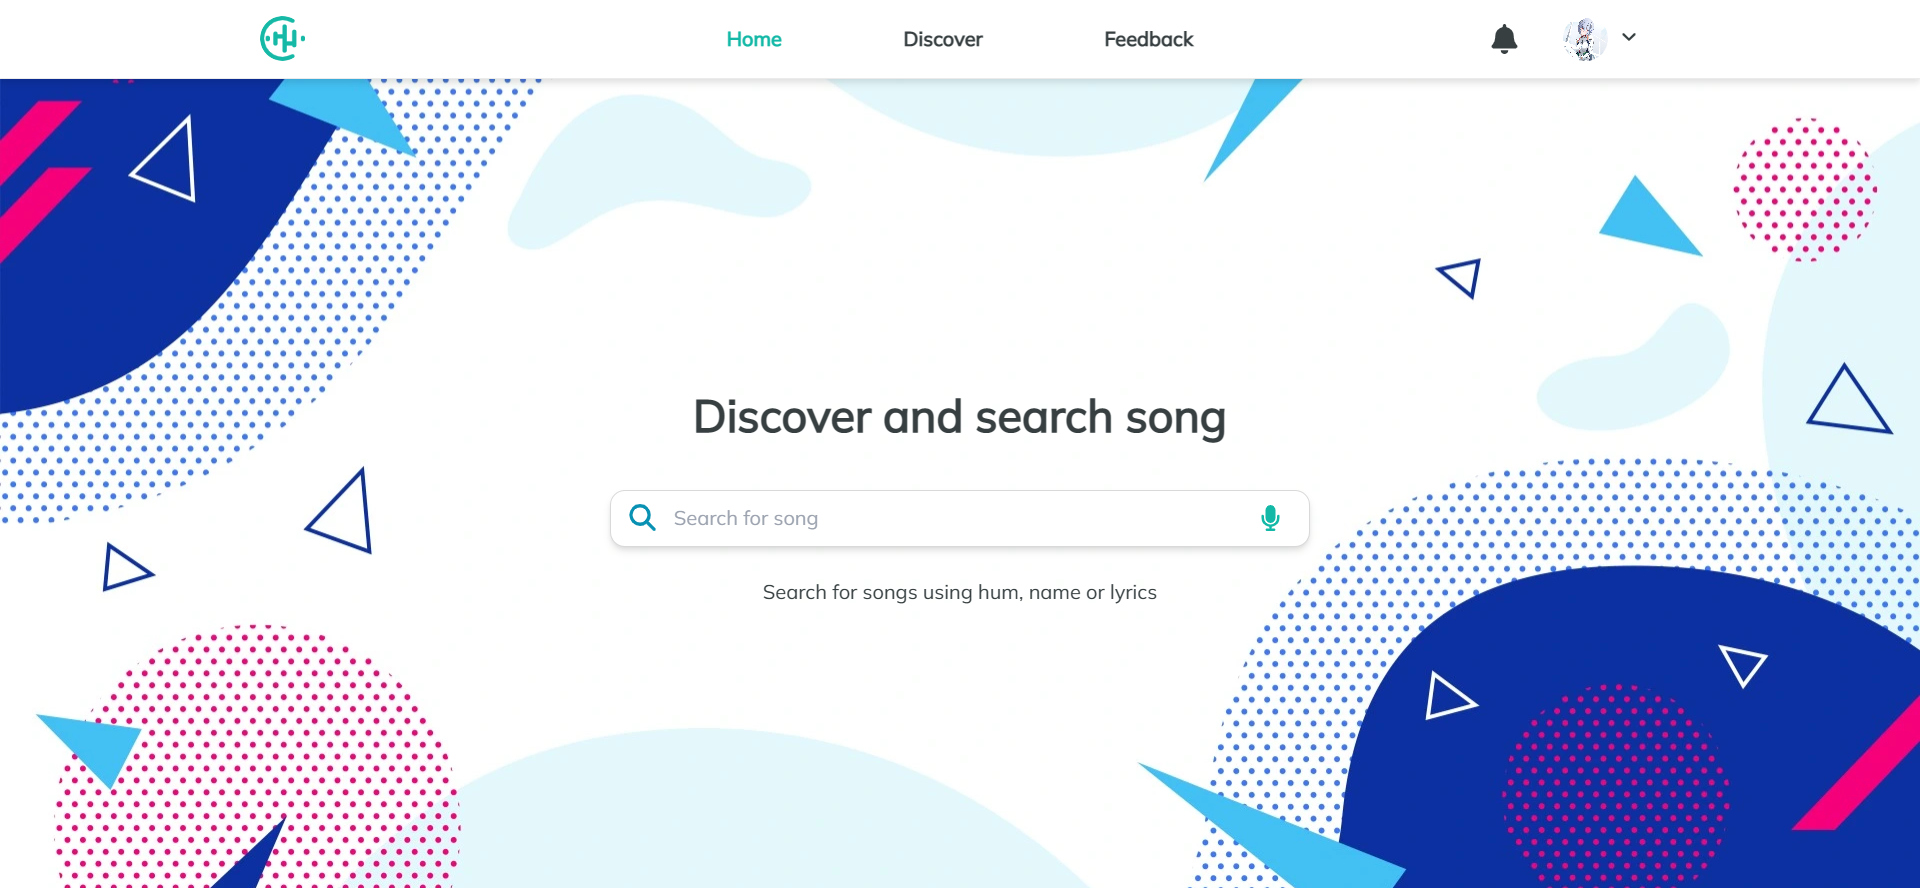 Home
Discover
Feedback
Discover and search song
Search for song
Search for songs using hum, name or lyrics